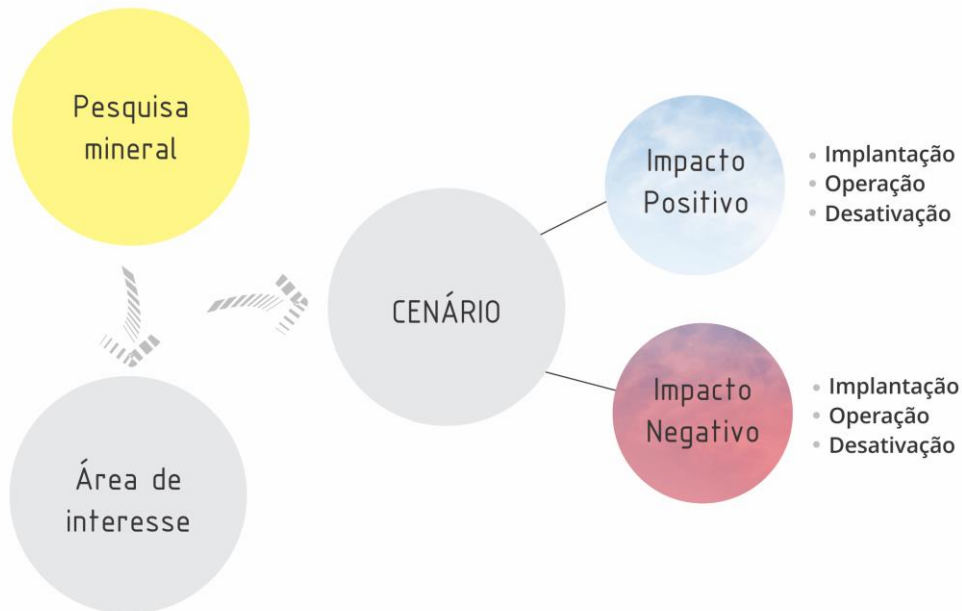 Pesquisa
mineral
Área de
interesse
CENÁRIO
Impacto
Positivo
Implantação
Operação
Desativação
Impacto
Negativo
Implantação
Operação
Desativação